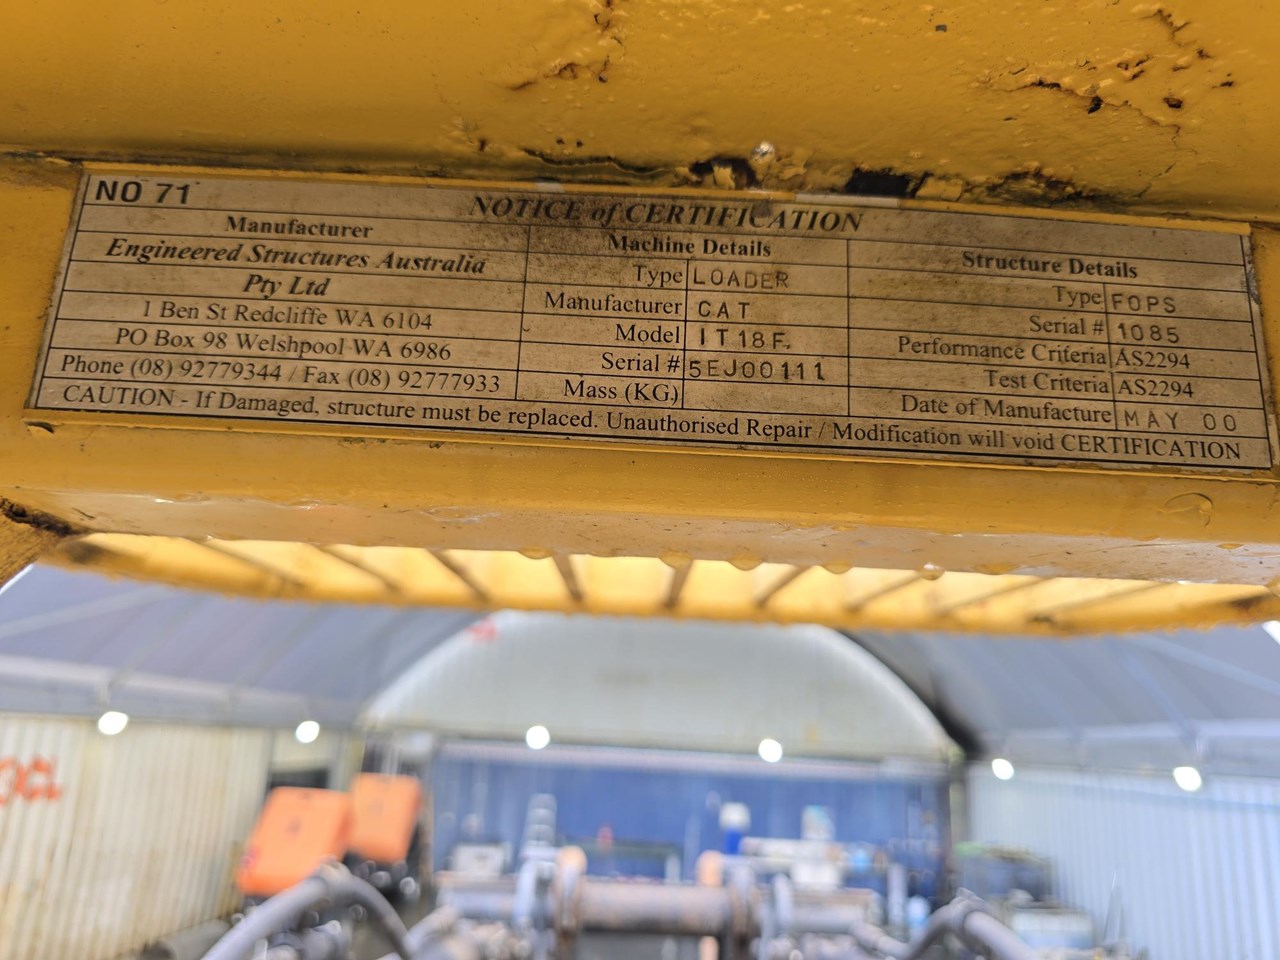 NO 71
NOTICE of CERTIFICATION
Manufacturer
Engineered Structures Australia
Pty Ltd
1 Ben St Redcliffe WA 6104
PO Box 98 Welshpool WA 6986
Phone (08) 92779344 / Fax (08) 92777933
Machine Details
Type LOADER
Manufacturer CAT
Model IT18F.
Serial # 5EJ00111
Mass (KG)
Structure Details
Type FOPS
Serial # 1085
Performance Criteria AS2294
Test Criteria AS2294
Date of Manufacture MAY 00
CAUTION - If Damaged, structure must be replaced. Unauthorised Repair / Modification will void CERTIFICATION